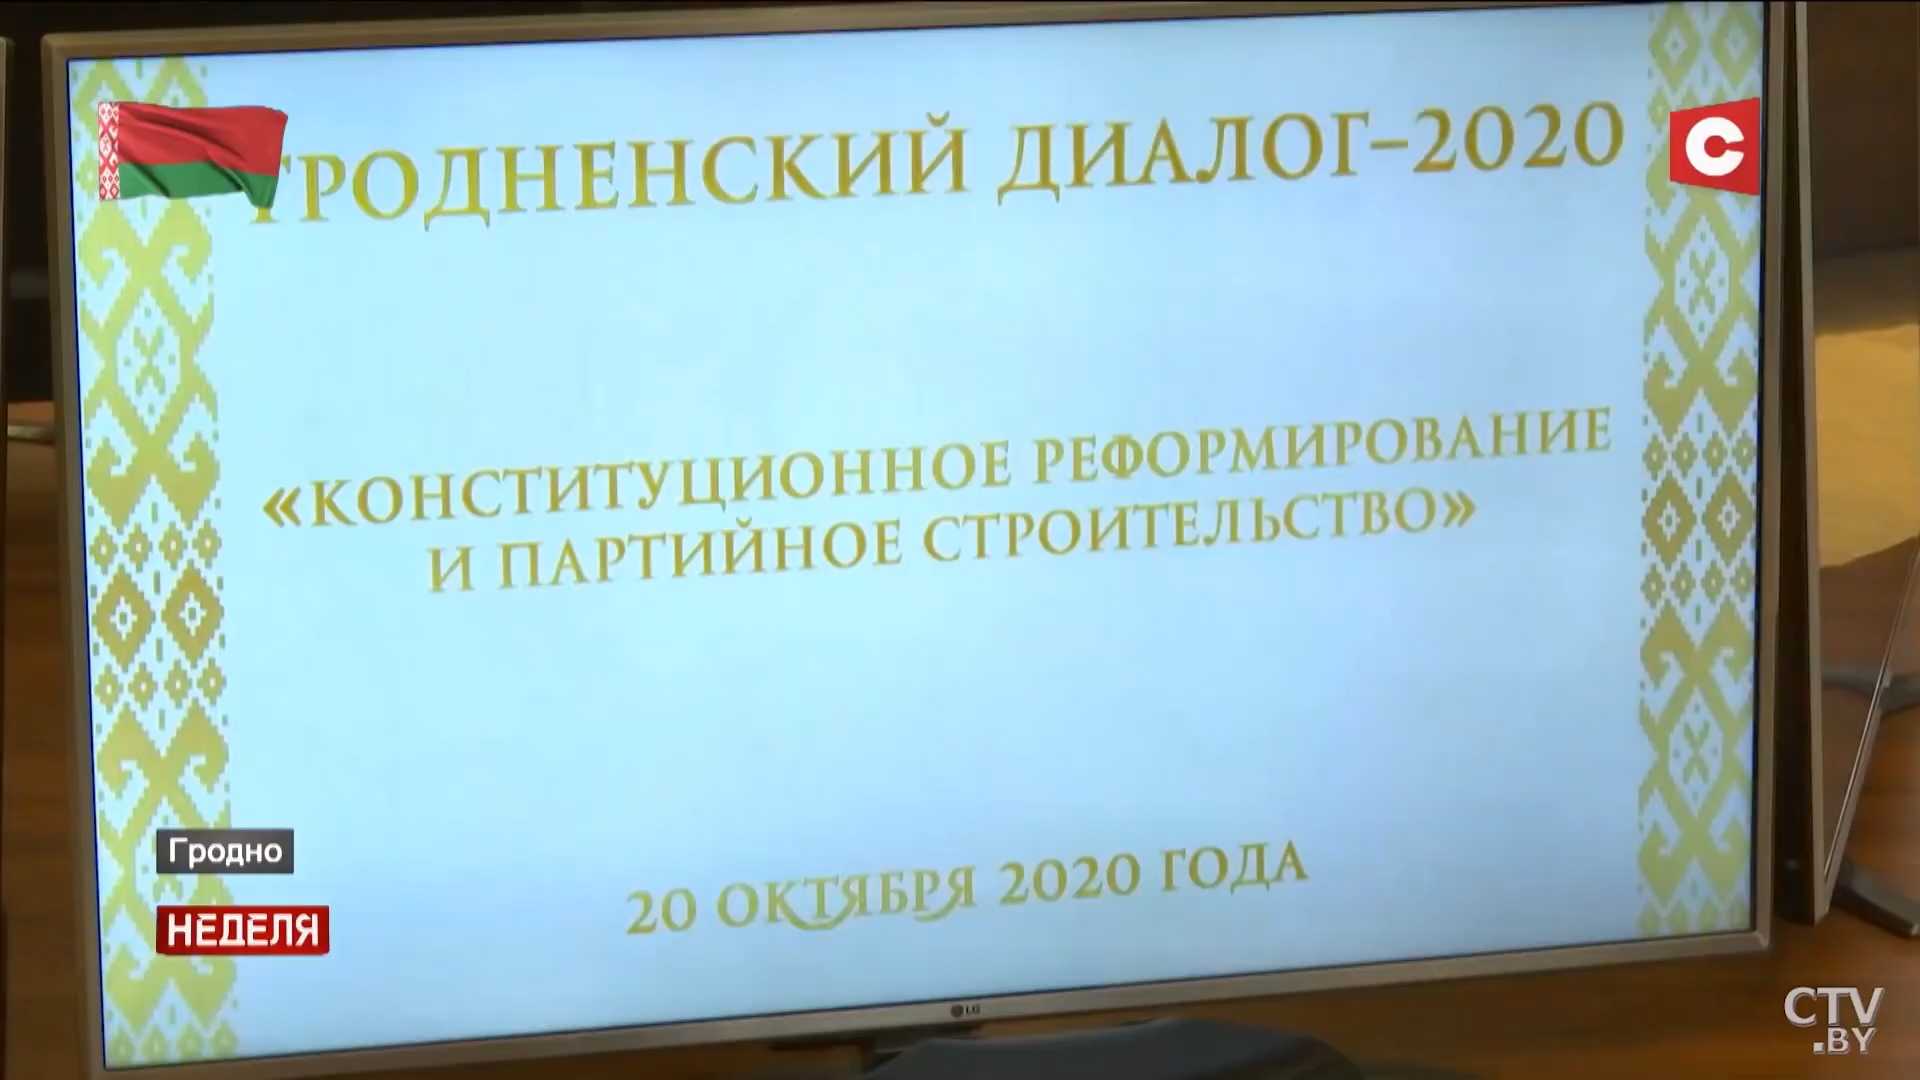 ГРОДНЕНСКИЙ ДИАЛОГ–2020
С
«КОНСТИТУЦИОННОЕ РЕФОРМИРОВАНИЕ
И ПАРТИЙНОЕ СТРОИТЕЛЬСТВО»
Гродно
20 ОКТЯБРЯ 2020 ГОДА
НЕДЕЛЯ
LG
CTV
.BY